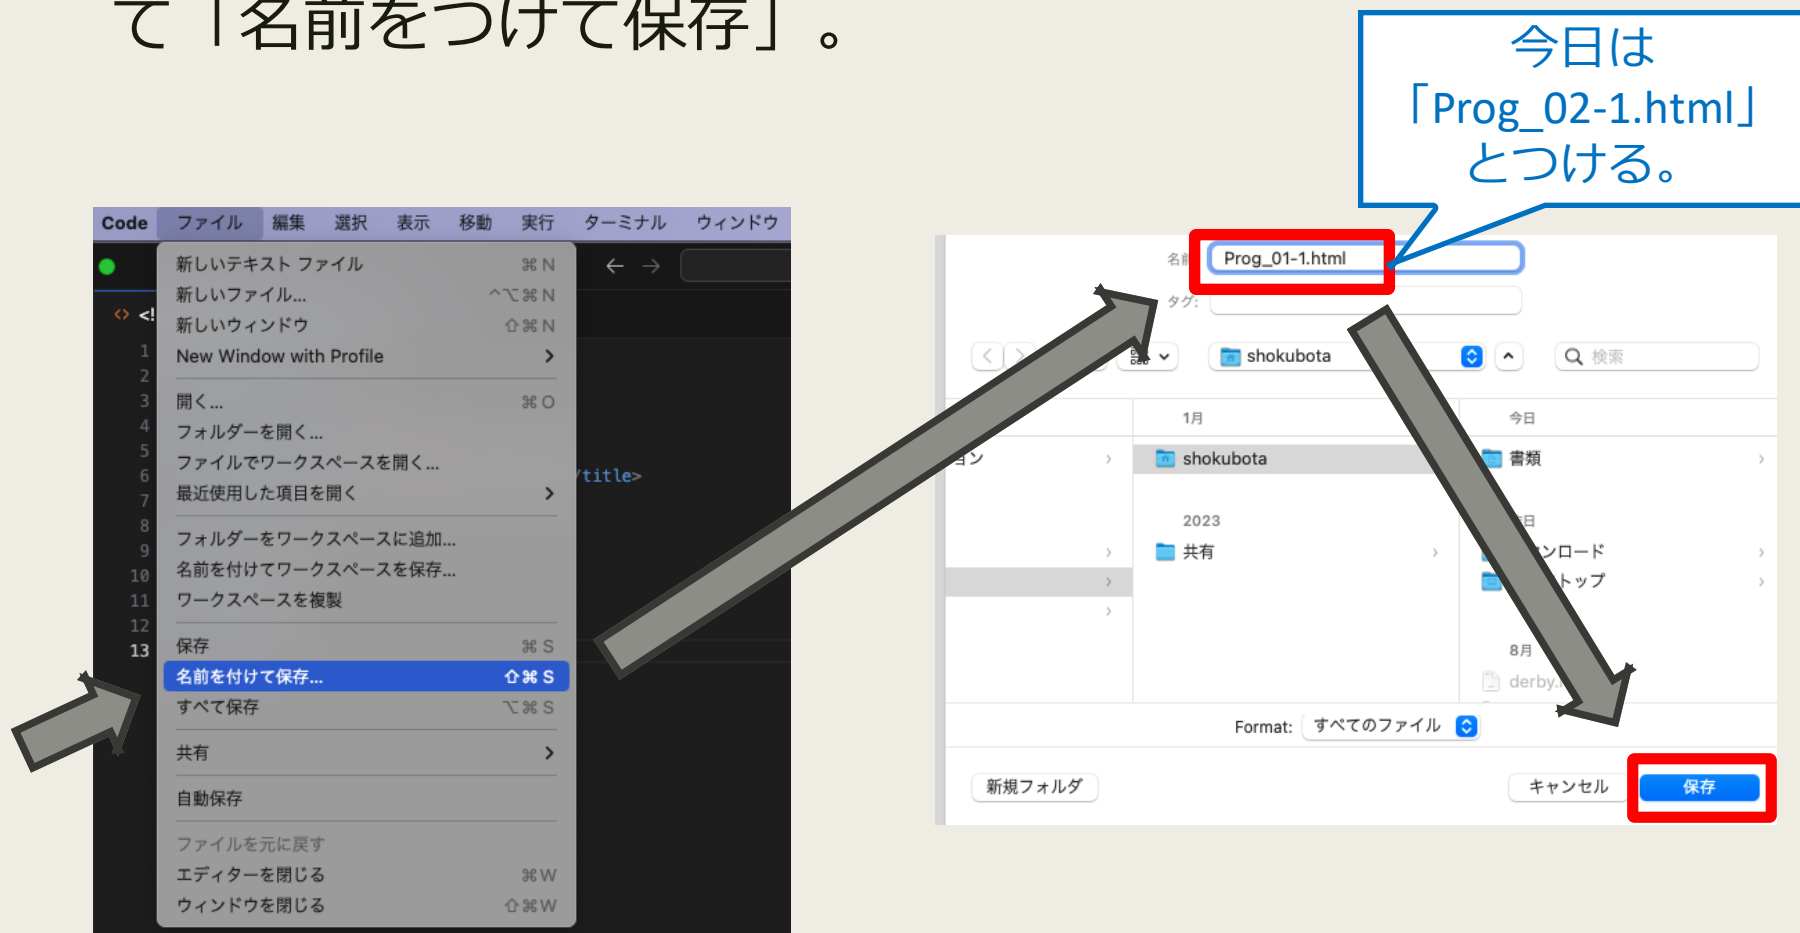 て「名前をつけて保存」。
今日は
「Prog_02-1.html」
とつける。
Code ファイル 編集 選択 表示 移動 実行 ターミナル ウィンドウ
新しいテキスト ファイル ⌘ N
新しいファイル... ^⌥⌘ N
新しいウィンドウ ⇧⌘ N
New Window with Profile
開く... ⌘ O
フォルダーを開く...
ファイルでワークスペースを開く...
最近使用した項目を開く
フォルダーをワークスペースに追加...
名前を付けてワークスペースを保存...
ワークスペースを複製
保存 ⌘ S
名前を付けて保存... ⇧⌘ S
すべて保存 ⌥⌘ S
共有
自動保存
ファイルを元に戻す
エディターを閉じる ⌘W
ウィンドウを閉じる ⇧⌘W
<> <!
1
2
3
4
5
6
7
8
9
10
11
12
13
/title>
名前 Prog_01-1.html
タグ:
shokubota
検索
1月
今日
ョン
shokubota
書類
2023
共有
ンロード
トップ
8月
derby.
Format: すべてのファイル
新規フォルダ
キャンセル
保存